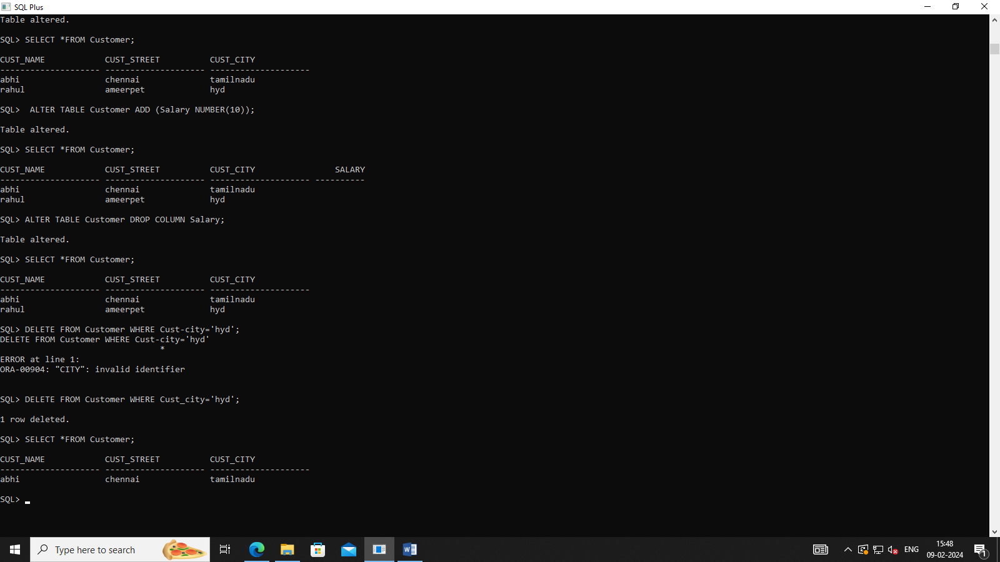 SQL Plus
Table altered.
SQL> SELECT *FROM Customer;
CUST_NAME            CUST_STREET          CUST_CITY
-------------------- -------------------- --------------------
abhi                 chennai              tamilnadu
rahul                ameerpet             hyd
SQL>  ALTER TABLE Customer ADD (Salary NUMBER(10));
Table altered.
SQL> SELECT *FROM Customer;
CUST_NAME            CUST_STREET          CUST_CITY                SALARY
-------------------- -------------------- -------------------- ----------
abhi                 chennai              tamilnadu
rahul                ameerpet             hyd
SQL> ALTER TABLE Customer DROP COLUMN Salary;
Table altered.
SQL> SELECT *FROM Customer;
CUST_NAME            CUST_STREET          CUST_CITY
-------------------- -------------------- --------------------
abhi                 chennai              tamilnadu
rahul                ameerpet             hyd
SQL> DELETE FROM Customer WHERE Cust-city='hyd';
DELETE FROM Customer WHERE Cust-city='hyd'
                                *
ERROR at line 1:
ORA-00904: "CITY": invalid identifier
SQL> DELETE FROM Customer WHERE Cust_city='hyd';
1 row deleted.
SQL> SELECT *FROM Customer;
CUST_NAME            CUST_STREET          CUST_CITY
-------------------- -------------------- --------------------
abhi                 chennai              tamilnadu
SQL> _
Type here to search
ENG
15:48
09-02-2024
1